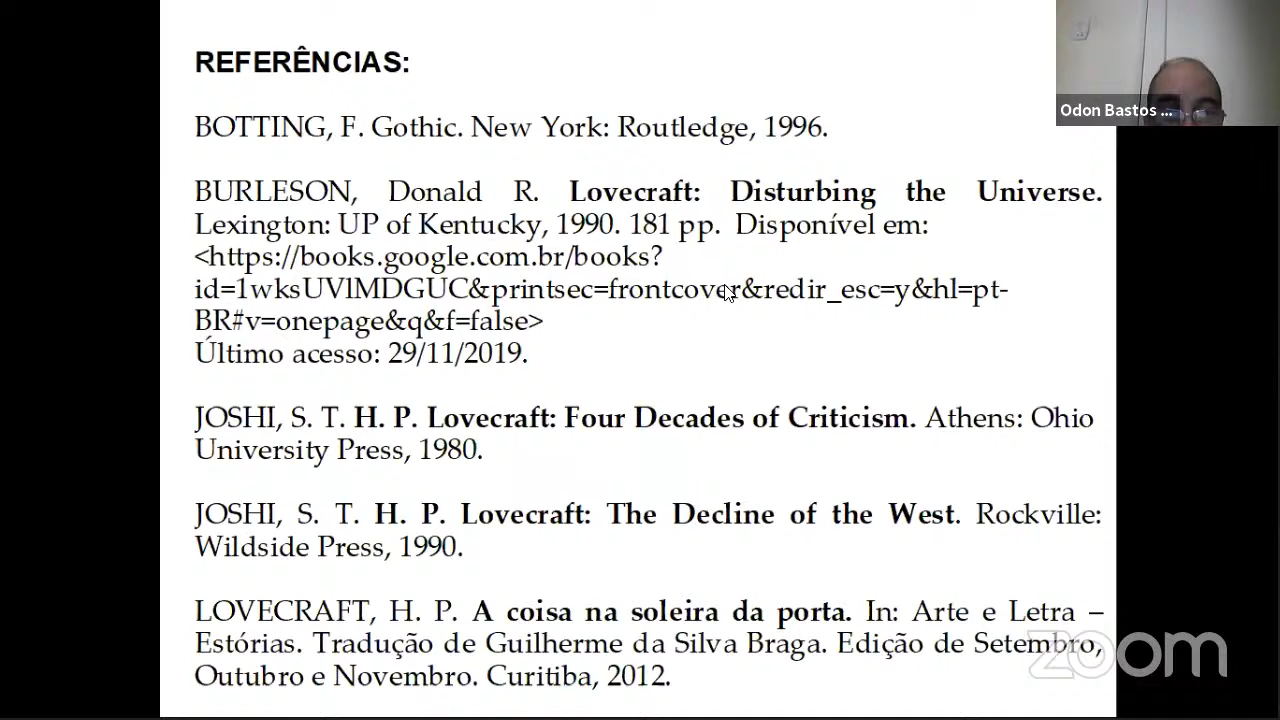 REFERÊNCIAS:
BOTTING, F. Gothic. New York: Routledge, 1996.
BURLESON, Donald R. Lovecraft: Disturbing the Universe.
Lexington: UP of Kentucky, 1990. 181 pp. Disponível em:
<https://books.google.com.br/books?
id=1wksUVlMDGUC&printsec=frontcover&redir_esc=y&hl=pt-
BR#v=onepage&q&f=false>
Último acesso: 29/11/2019.
JOSHI, S. T. H. P. Lovecraft: Four Decades of Criticism. Athens: Ohio
University Press, 1980.
JOSHI, S. T. H. P. Lovecraft: The Decline of the West. Rockville:
Wildside Press, 1990.
LOVECRAFT, H. P. A coisa na soleira da porta. In: Arte e Letra –
Estórias. Tradução de Guilherme da Silva Braga. Edição de Setembro,
Outubro e Novembro. Curitiba, 2012.
Odon Bastos ...
zoom